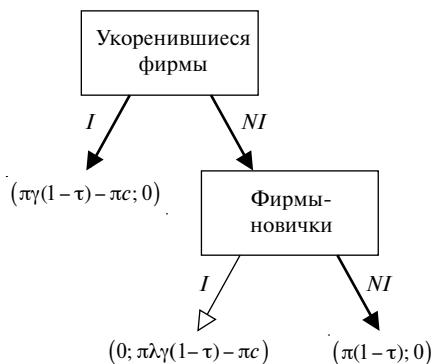 Укоренившиеся
фирмы
I
NI
(πγ(1−τ)−πc; 0)
Фирмы-
новички
I
NI
(0; πλγ(1−τ)−πc)
(π(1−τ); 0)